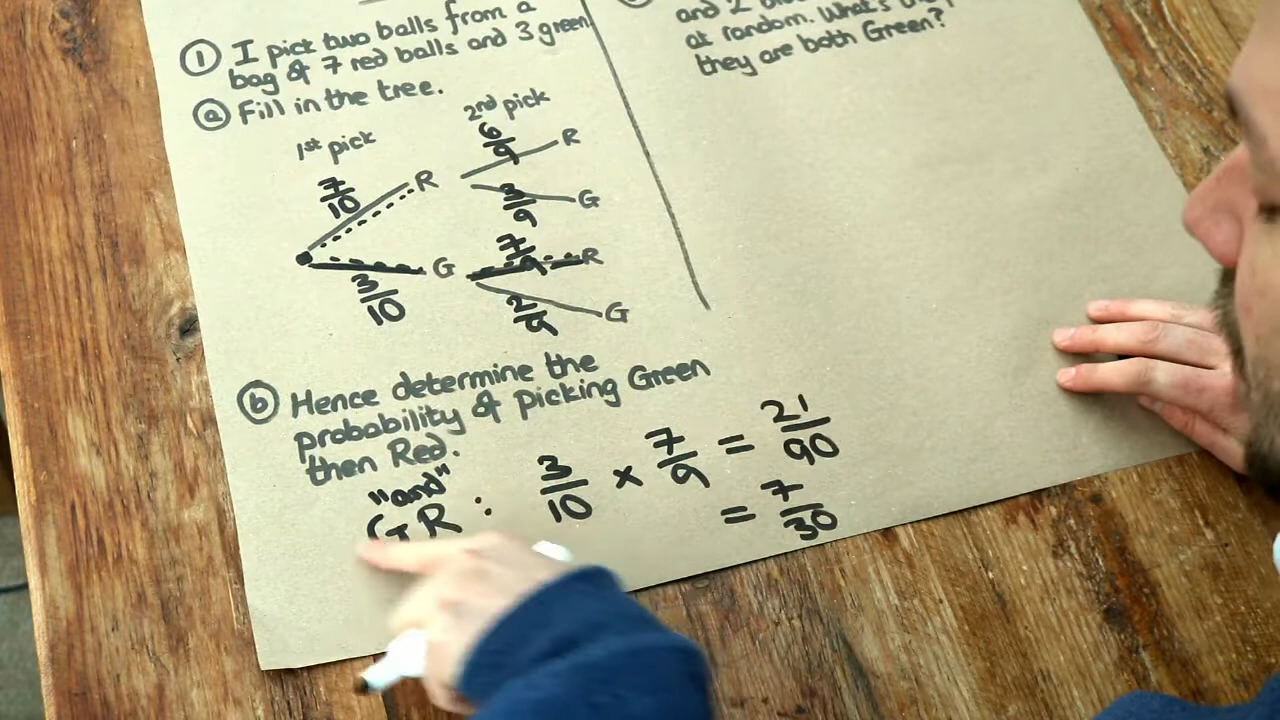 ① I pick two balls from a
bag of 7 red balls and 3 green
ⓐ Fill in the tree.
1st pick
2nd pick
7/10
R
3/10
G
6/9
R
3/9
G
7/9
R
2/9
G
ⓑ Hence determine the
probability of picking Green
then Red.
"and"
G R : 3/10 × 7/9 = 21/90
= 7/30
and 2
at random. What's
they are both Green?